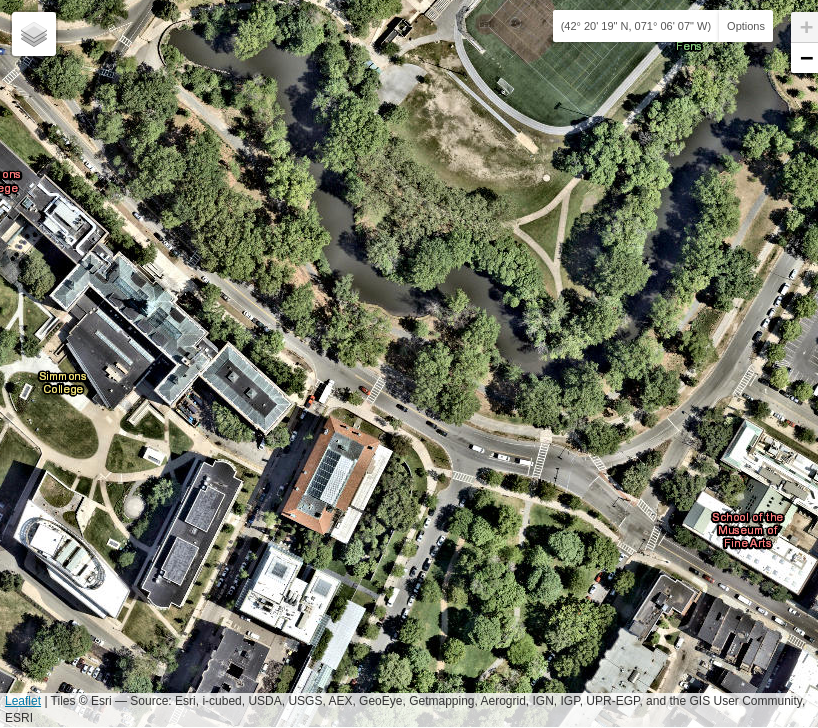 (42° 20' 19" N, 071° 06' 07" W) Options
+
−
Fens
ons
ege
Simmons
College
School of the
Museum of
Fine Arts
Leaflet | Tiles © Esri — Source: Esri, i-cubed, USDA, USGS, AEX, GeoEye, Getmapping, Aerogrid, IGN, IGP, UPR-EGP, and the GIS User Community,
ESRI